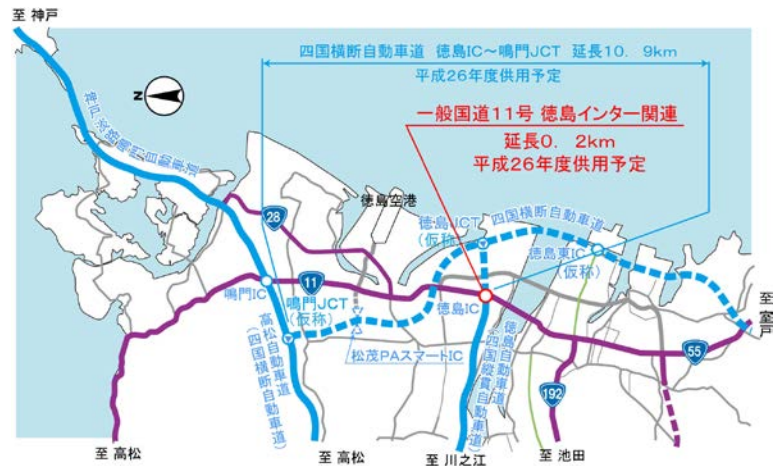 至 神戸
四国横断自動車道 徳島IC～鳴門JCT 延長10．9km
平成26年度供用予定
N
一般国道11号 徳島インター関連
延長0．2km
平成26年度供用予定
神戸淡路鳴門自動車道
徳島空港
28
徳島JCT
(仮称)
四国横断自動車道
徳島東IC
(仮称)
鳴門IC
11
鳴門JCT
(仮称)
徳島IC
至 室戸
高松自動車道
(四国横断自動車道)
松茂PAスマートIC
徳島自動車道
(四国縦貫自動車道)
55
192
至 高松
至 高松
至 川之江
至 池田